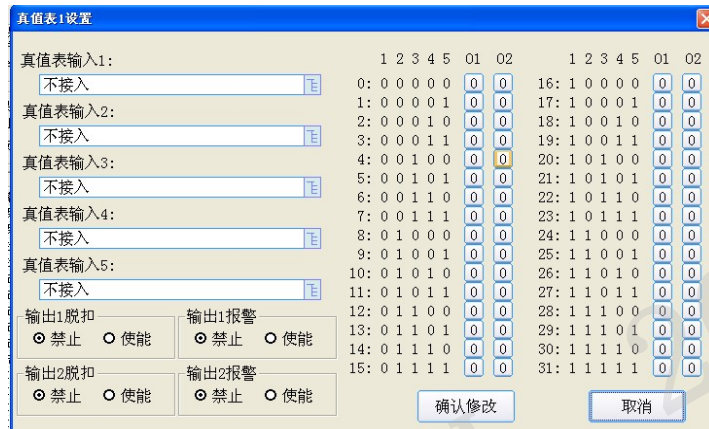 真值表1设置
真值表输入1:
不接入
真值表输入2:
不接入
真值表输入3:
不接入
真值表输入4:
不接入
真值表输入5:
不接入
输出1脱扣
禁止 使能
输出1报警
禁止 使能
输出2脱扣
禁止 使能
输出2报警
禁止 使能
1 2 3 4 5 O1 O2
0: 0 0 0 0 0 0 0
1: 0 0 0 0 1 0 0
2: 0 0 0 1 0 0 0
3: 0 0 0 1 1 0 0
4: 0 0 1 0 0 0 0
5: 0 0 1 0 1 0 0
6: 0 0 1 1 0 0 0
7: 0 0 1 1 1 0 0
8: 0 1 0 0 0 0 0
9: 0 1 0 0 1 0 0
10: 0 1 0 1 0 0 0
11: 0 1 0 1 1 0 0
12: 0 1 1 0 0 0 0
13: 0 1 1 0 1 0 0
14: 0 1 1 1 0 0 0
15: 0 1 1 1 1 0 0
1 2 3 4 5 O1 O2
16: 1 0 0 0 0 0 0
17: 1 0 0 0 1 0 0
18: 1 0 0 1 0 0 0
19: 1 0 0 1 1 0 0
20: 1 0 1 0 0 0 0
21: 1 0 1 0 1 0 0
22: 1 0 1 1 0 0 0
23: 1 0 1 1 1 0 0
24: 1 1 0 0 0 0 0
25: 1 1 0 0 1 0 0
26: 1 1 0 1 0 0 0
27: 1 1 0 1 1 0 0
28: 1 1 1 0 0 0 0
29: 1 1 1 0 1 0 0
30: 1 1 1 1 0 0 0
31: 1 1 1 1 1 0 0
确认修改
取消